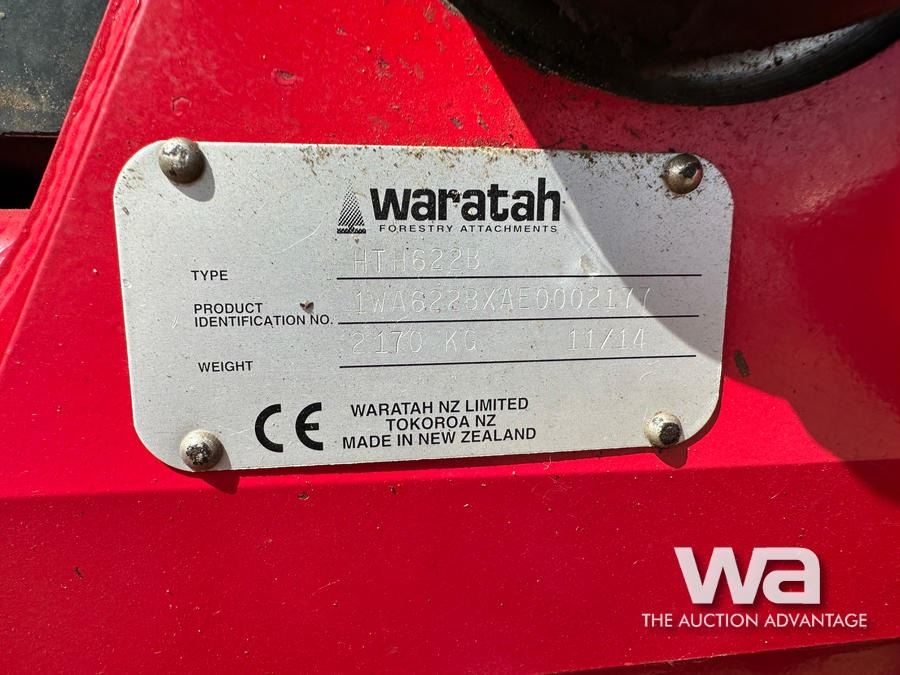 waratah
FORESTRY ATTACHMENTS
TYPE HTH622B
PRODUCT
IDENTIFICATION NO. 1WA622BXAE0002177
WEIGHT 2170 KG 11/14
CE
WARATAH NZ LIMITED
TOKOROA NZ
MADE IN NEW ZEALAND
wa
THE AUCTION ADVANTAGE